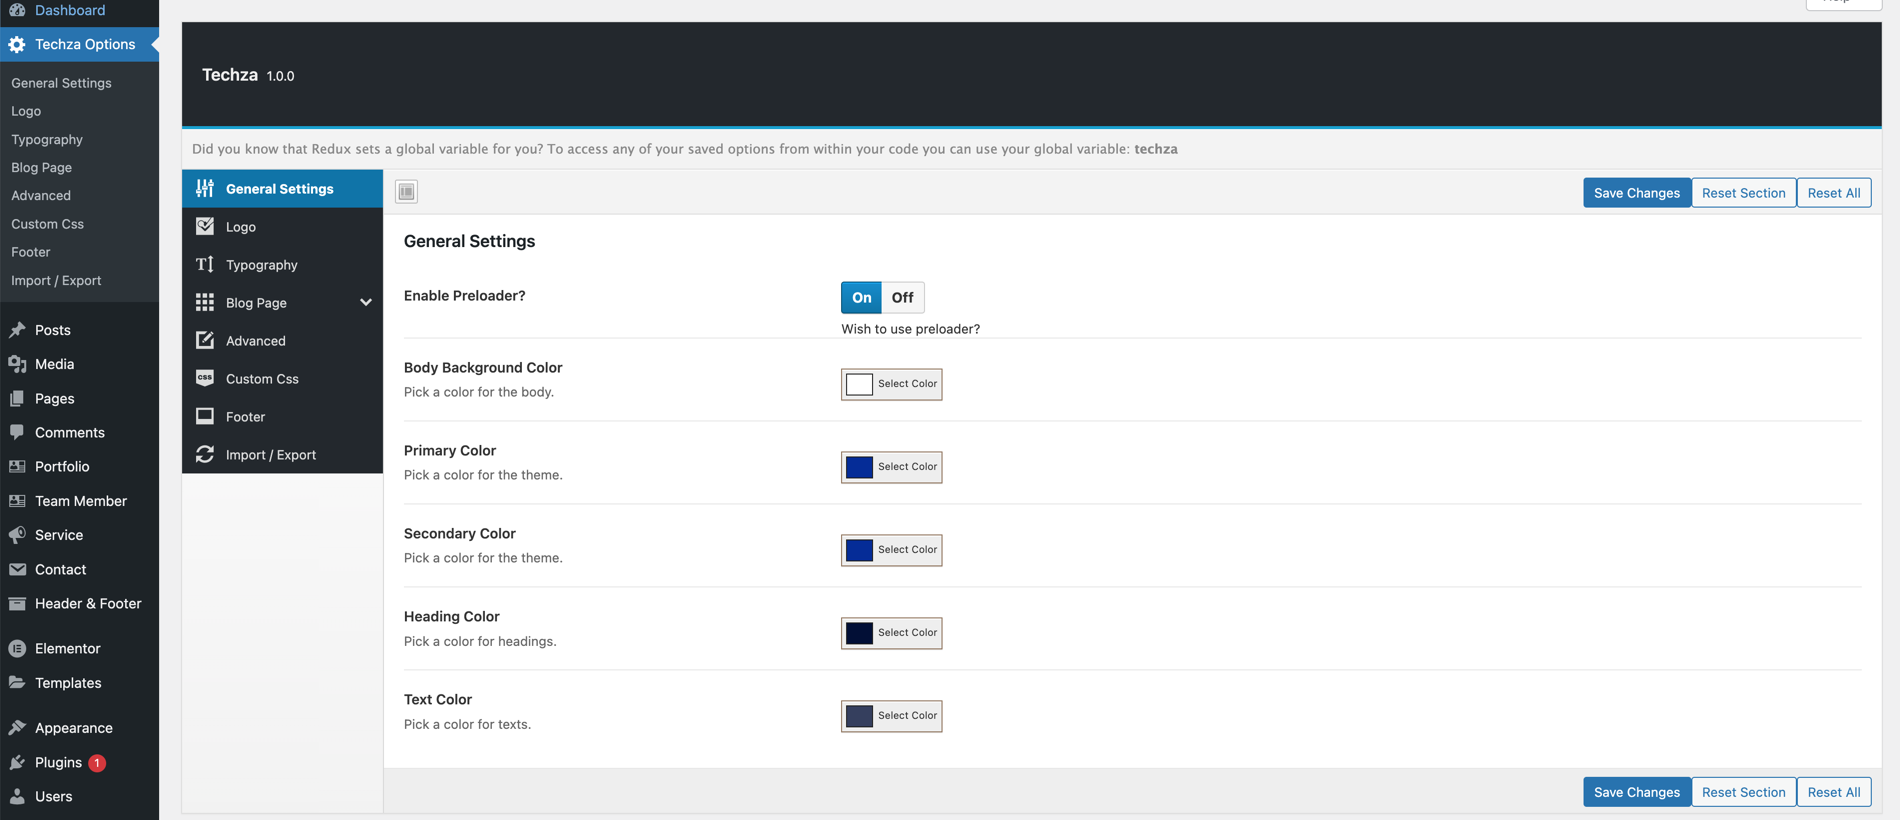 Dashboard
Techza Options
General Settings
Logo
Typography
Blog Page
Advanced
Custom Css
Footer
Import / Export
Posts
Media
Pages
Comments
Portfolio
Team Member
Service
Contact
Header & Footer
Elementor
Templates
Appearance
Plugins 1
Users
Techza 1.0.0
Did you know that Redux sets a global variable for you? To access any of your saved options from within your code you can use your global variable: techza
General Settings
Logo
Typography
Blog Page
Advanced
css Custom Css
Footer
Import / Export
Save Changes Reset Section Reset All
General Settings
Enable Preloader? On Off
Wish to use preloader?
Body Background Color
Pick a color for the body.
Select Color
Primary Color
Pick a color for the theme.
Select Color
Secondary Color
Pick a color for the theme.
Select Color
Heading Color
Pick a color for headings.
Select Color
Text Color
Pick a color for texts.
Select Color
Save Changes Reset Section Reset All